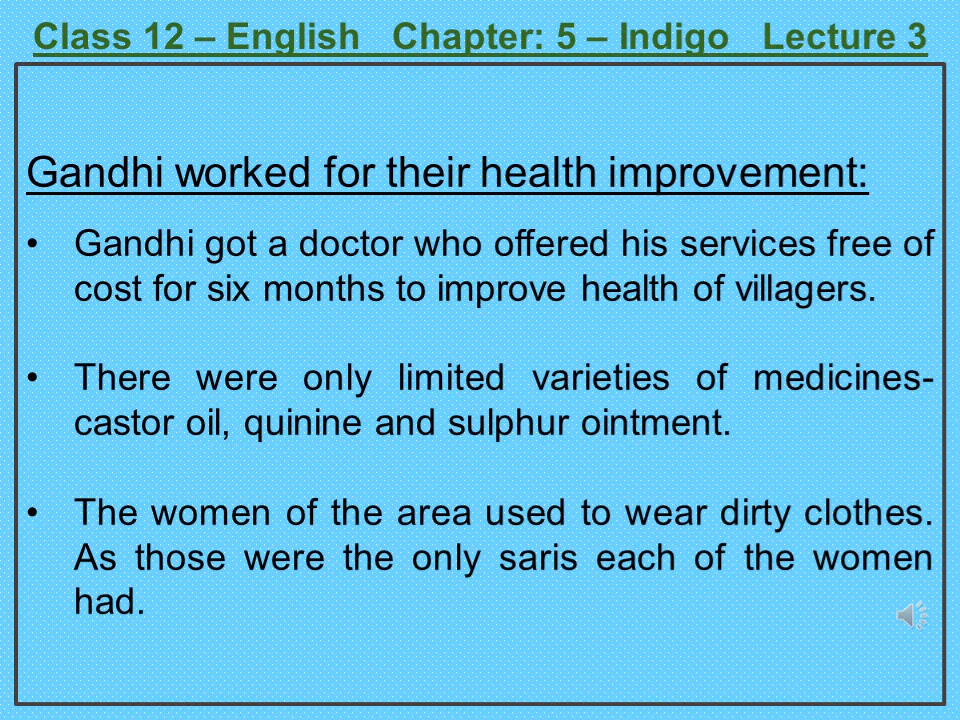 Class 12 – English Chapter: 5 – Indigo Lecture 3
Gandhi worked for their health improvement:
• Gandhi got a doctor who offered his services free of
cost for six months to improve health of villagers.
• There were only limited varieties of medicines-
castor oil, quinine and sulphur ointment.
• The women of the area used to wear dirty clothes.
As those were the only saris each of the women
had.